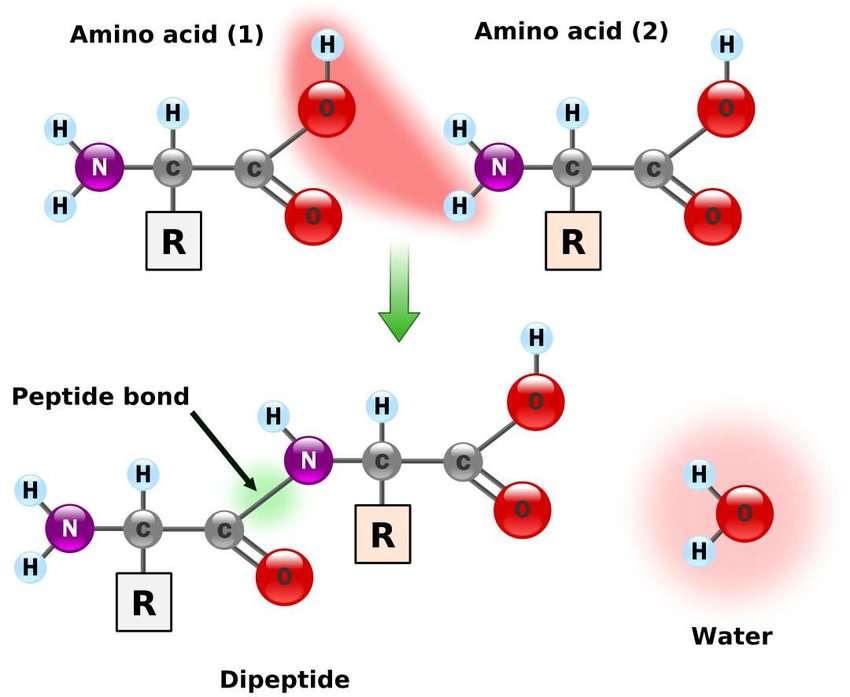 Amino acid (1)
Amino acid (2)
H
H
O
H
H
H
O
H
N
C
C
N
C
C
H
O
H
O
R
R
H
Peptide bond
H
H
O
H
H
N
C
C
H
H
O
O
N
C
C
H
H
O
R
R
Water
Dipeptide